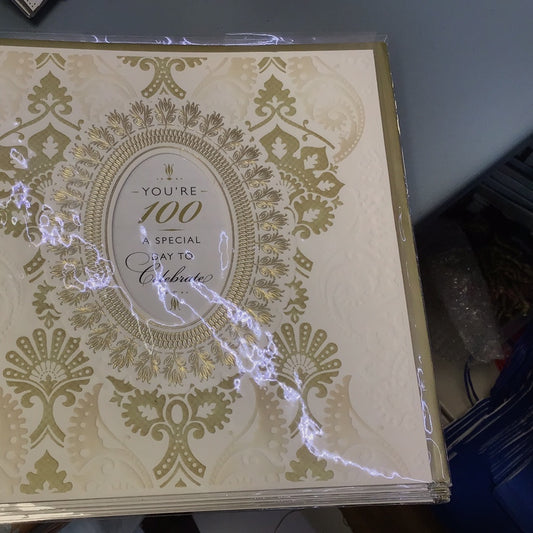 YOU'RE
100
A SPECIAL
DAY TO
Celebrate